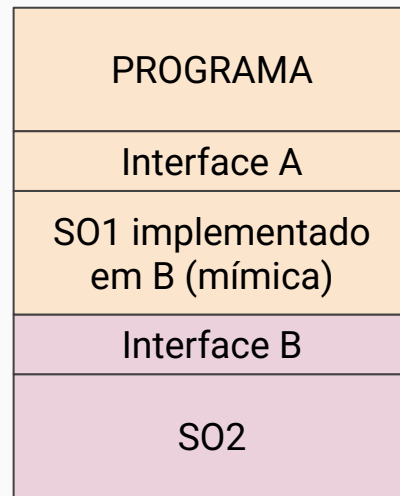 PROGRAMA
Interface A
SO1 implementado
em B (mímica)
Interface B
SO2